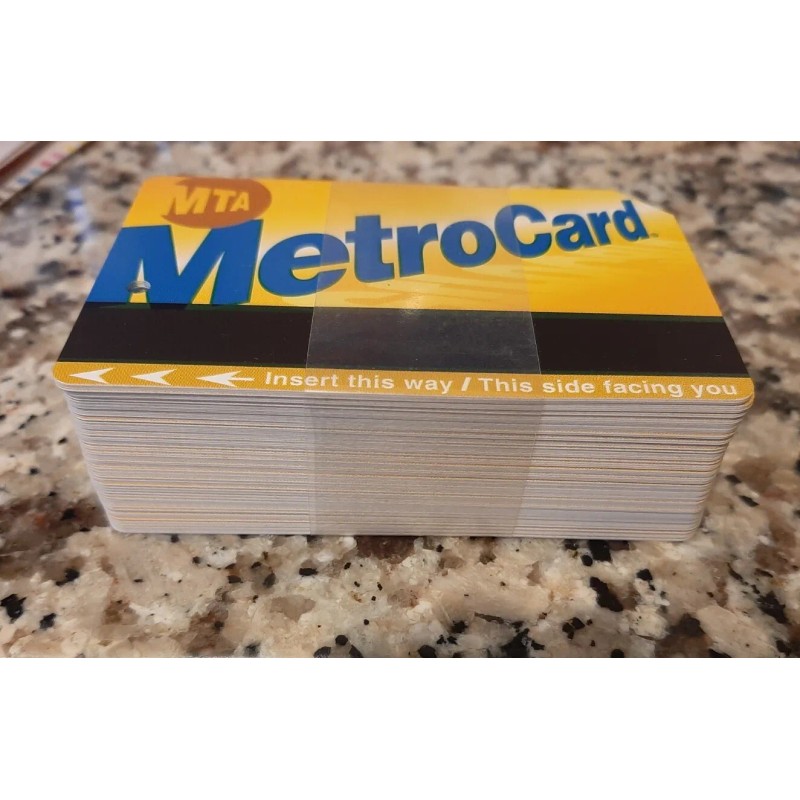 MTA
MetroCard
Insert this way / This side facing you